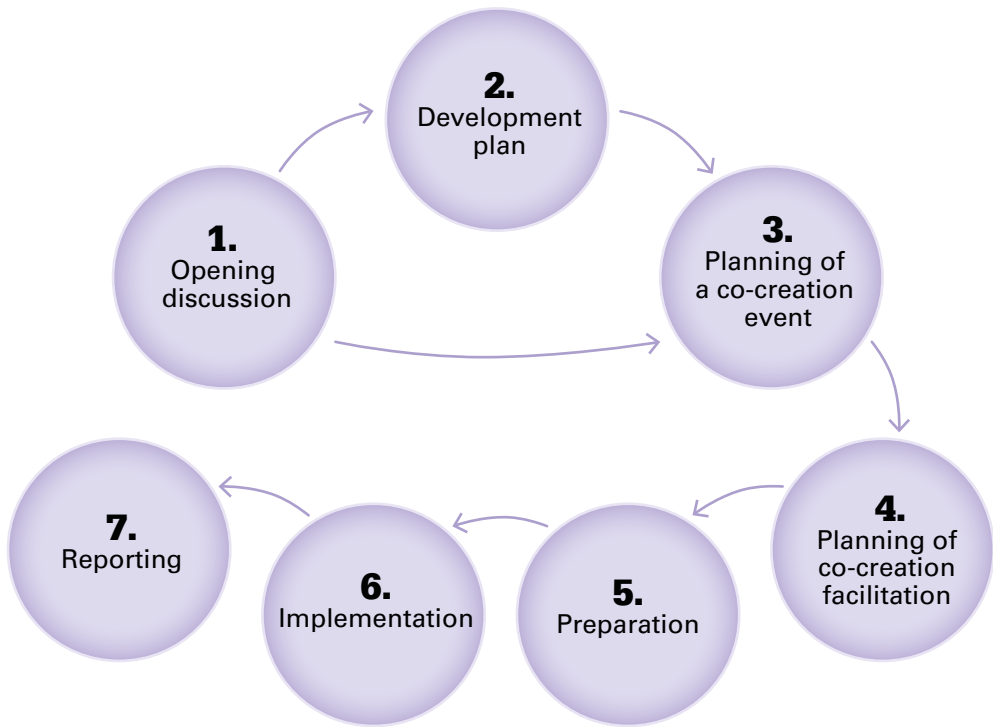 1.
Opening
discussion
2.
Development
plan
3.
Planning of
a co-creation
event
4.
Planning of
co-creation
facilitation
5.
Preparation
6.
Implementation
7.
Reporting